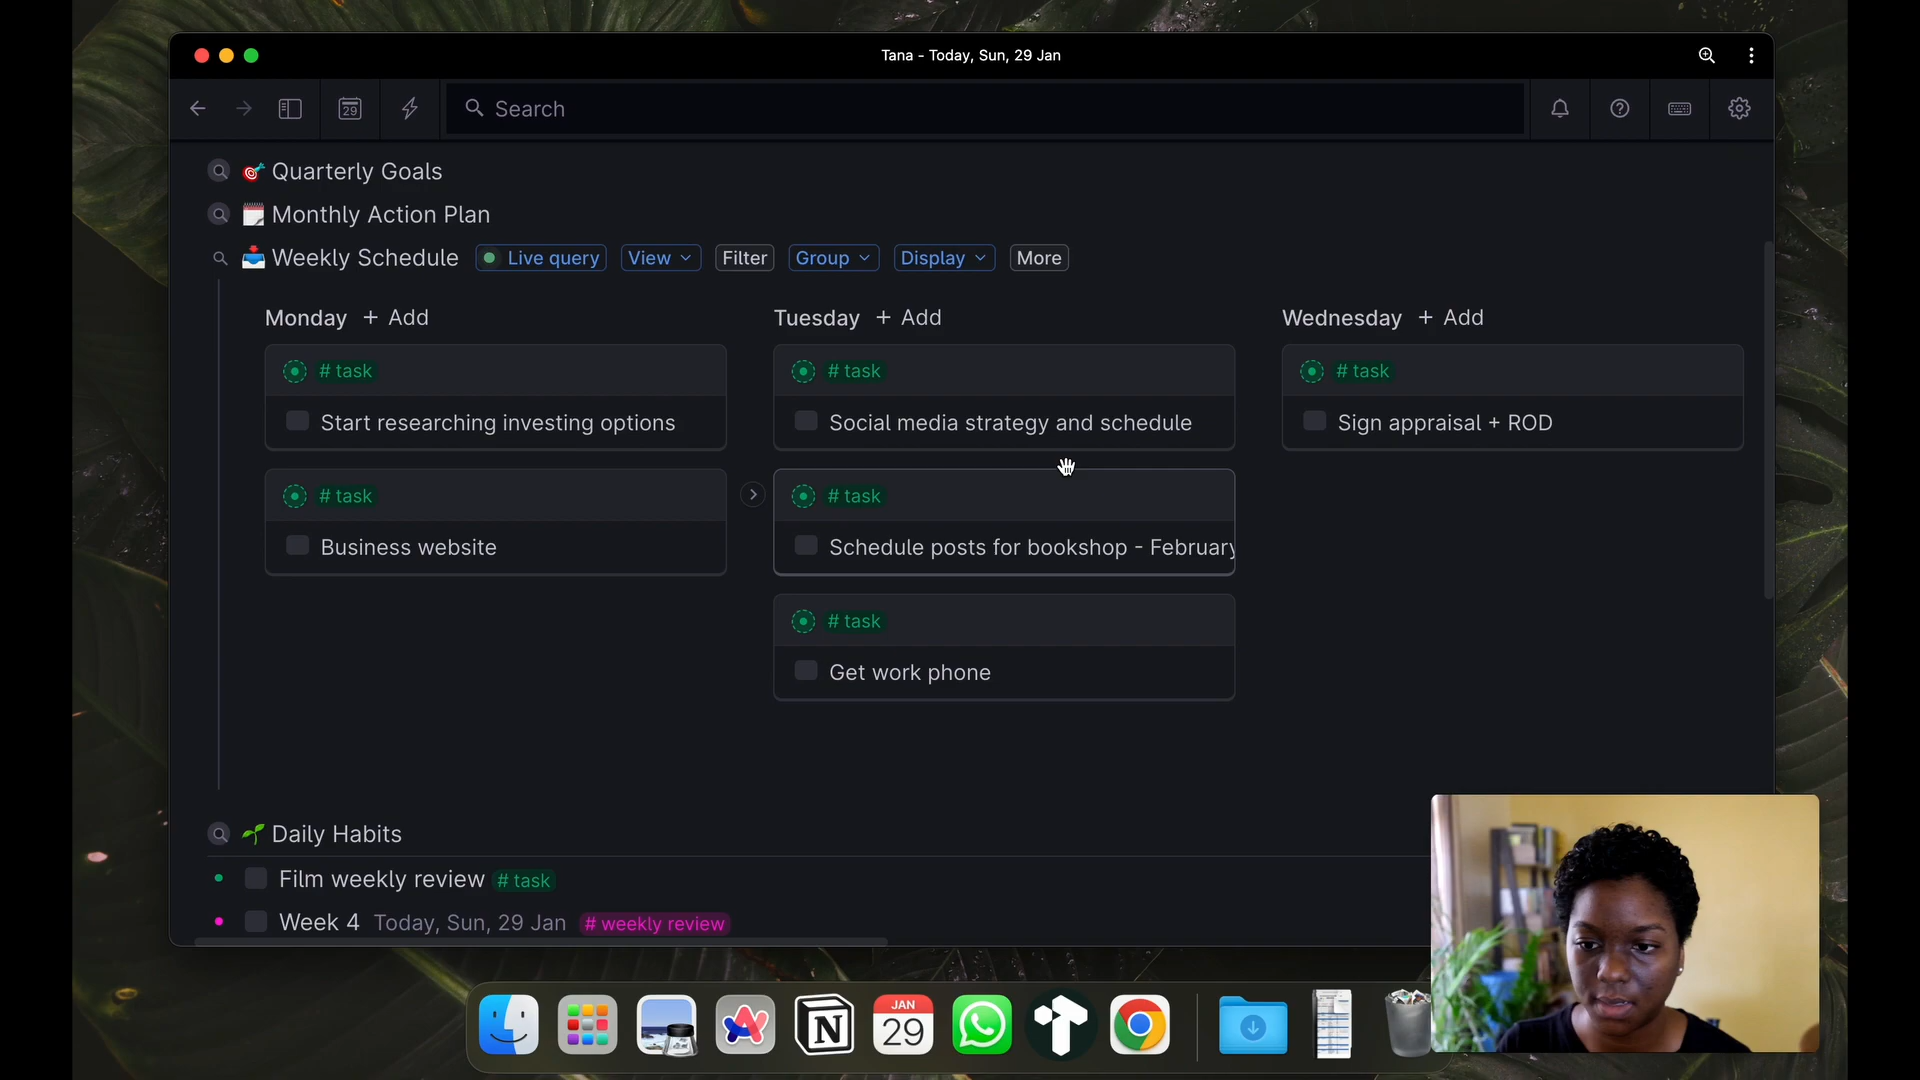 Tana - Today, Sun, 29 Jan
29
Search
Quarterly Goals
Monthly Action Plan
Weekly Schedule Live query View Filter Group Display More
Monday + Add Tuesday + Add Wednesday + Add
# task # task # task
Start researching investing options Social media strategy and schedule Sign appraisal + ROD
# task # task
Business website Schedule posts for bookshop - February
# task
Get work phone
Daily Habits
Film weekly review # task
Week 4 Today, Sun, 29 Jan # weekly review
JAN
29